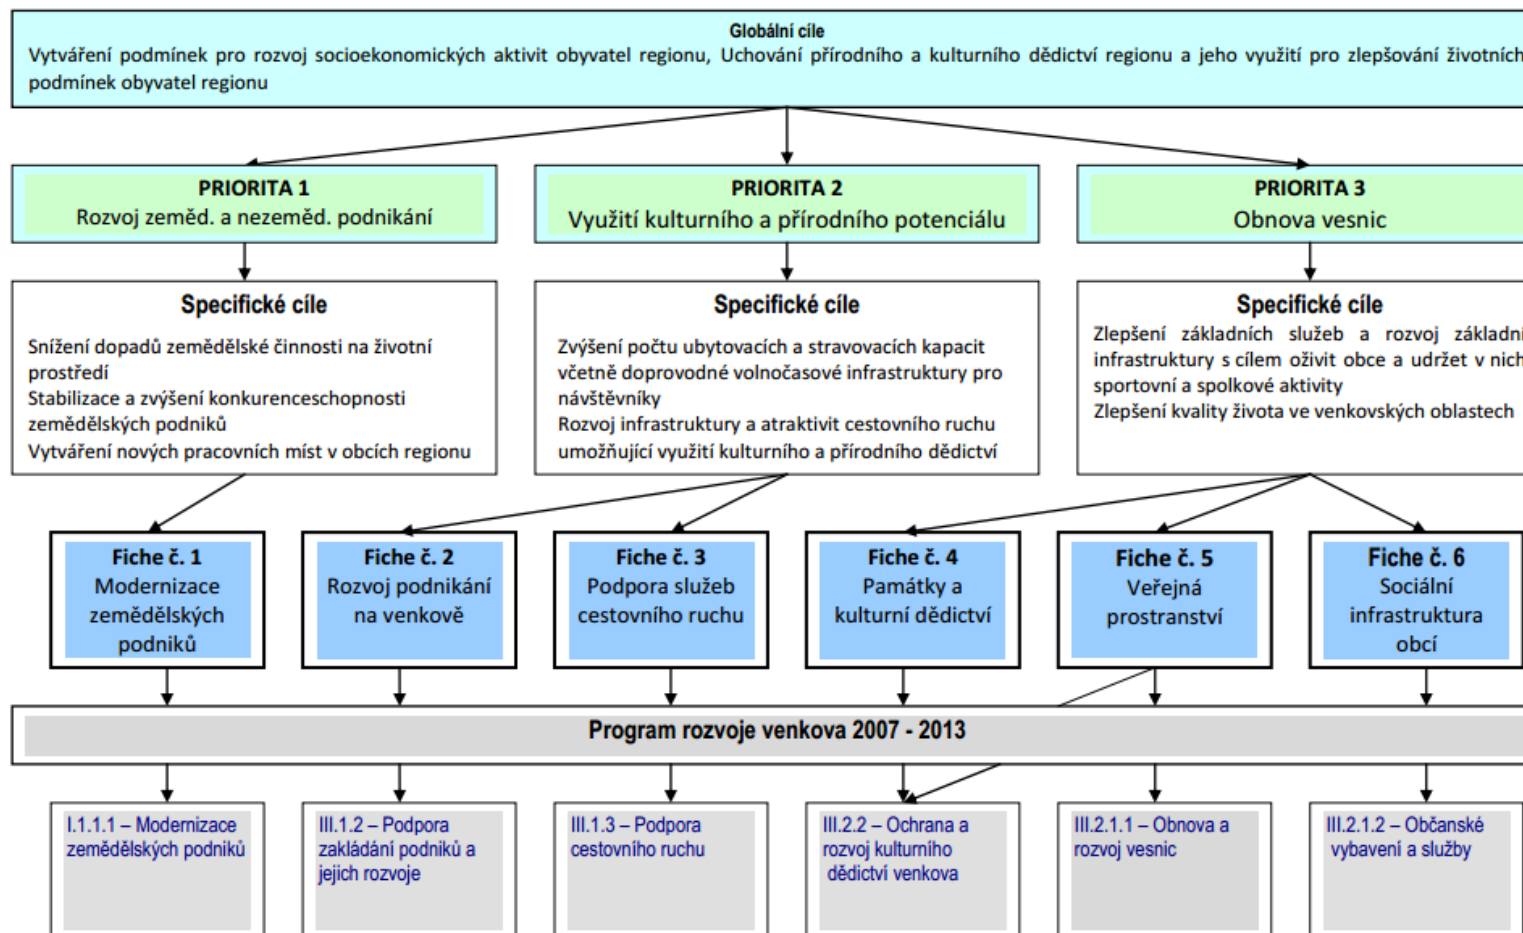 Globální cíle
Vytváření podmínek pro rozvoj socioekonomických aktivit obyvatel regionu, Uchování přírodního a kulturního dědictví regionu a jeho využití pro zlepšování životních
podmínek obyvatel regionu
PRIORITA 1
Rozvoj zeměd. a nezeměd. podnikání
PRIORITA 2
Využití kulturního a přírodního potenciálu
PRIORITA 3
Obnova vesnic
Specifické cíle
Snížení dopadů zemědělské činnosti na životní
prostředí
Stabilizace a zvýšení konkurenceschopnosti
zemědělských podniků
Vytváření nových pracovních míst v obcích regionu
Specifické cíle
Zvýšení počtu ubytovacích a stravovacích kapacit
včetně doprovodné volnočasové infrastruktury pro
návštěvníky
Rozvoj infrastruktury a atraktivit cestovního ruchu
umožňující využití kulturního a přírodního dědictví
Specifické cíle
Zlepšení základních služeb a rozvoj základní
infrastruktury s cílem oživit obce a udržet v nich
sportovní a spolkové aktivity
Zlepšení kvality života ve venkovských oblastech
Fiche č. 1
Modernizace
zemědělských
podniků
Fiche č. 2
Rozvoj podnikání
na venkově
Fiche č. 3
Podpora služeb
cestovního ruchu
Fiche č. 4
Památky a
kulturní dědictví
Fiche č. 5
Veřejná
prostranství
Fiche č. 6
Sociální
infrastruktura
obcí
Program rozvoje venkova 2007 - 2013
I.1.1.1 – Modernizace
zemědělských podniků
III.1.2 – Podpora
zakládání podniků a
jejich rozvoje
III.1.3 – Podpora
cestovního ruchu
III.2.2 – Ochrana a
rozvoj kulturního
dědictví venkova
III.2.1.1 – Obnova a
rozvoj vesnic
III.2.1.2 – Občanské
vybavení a služby